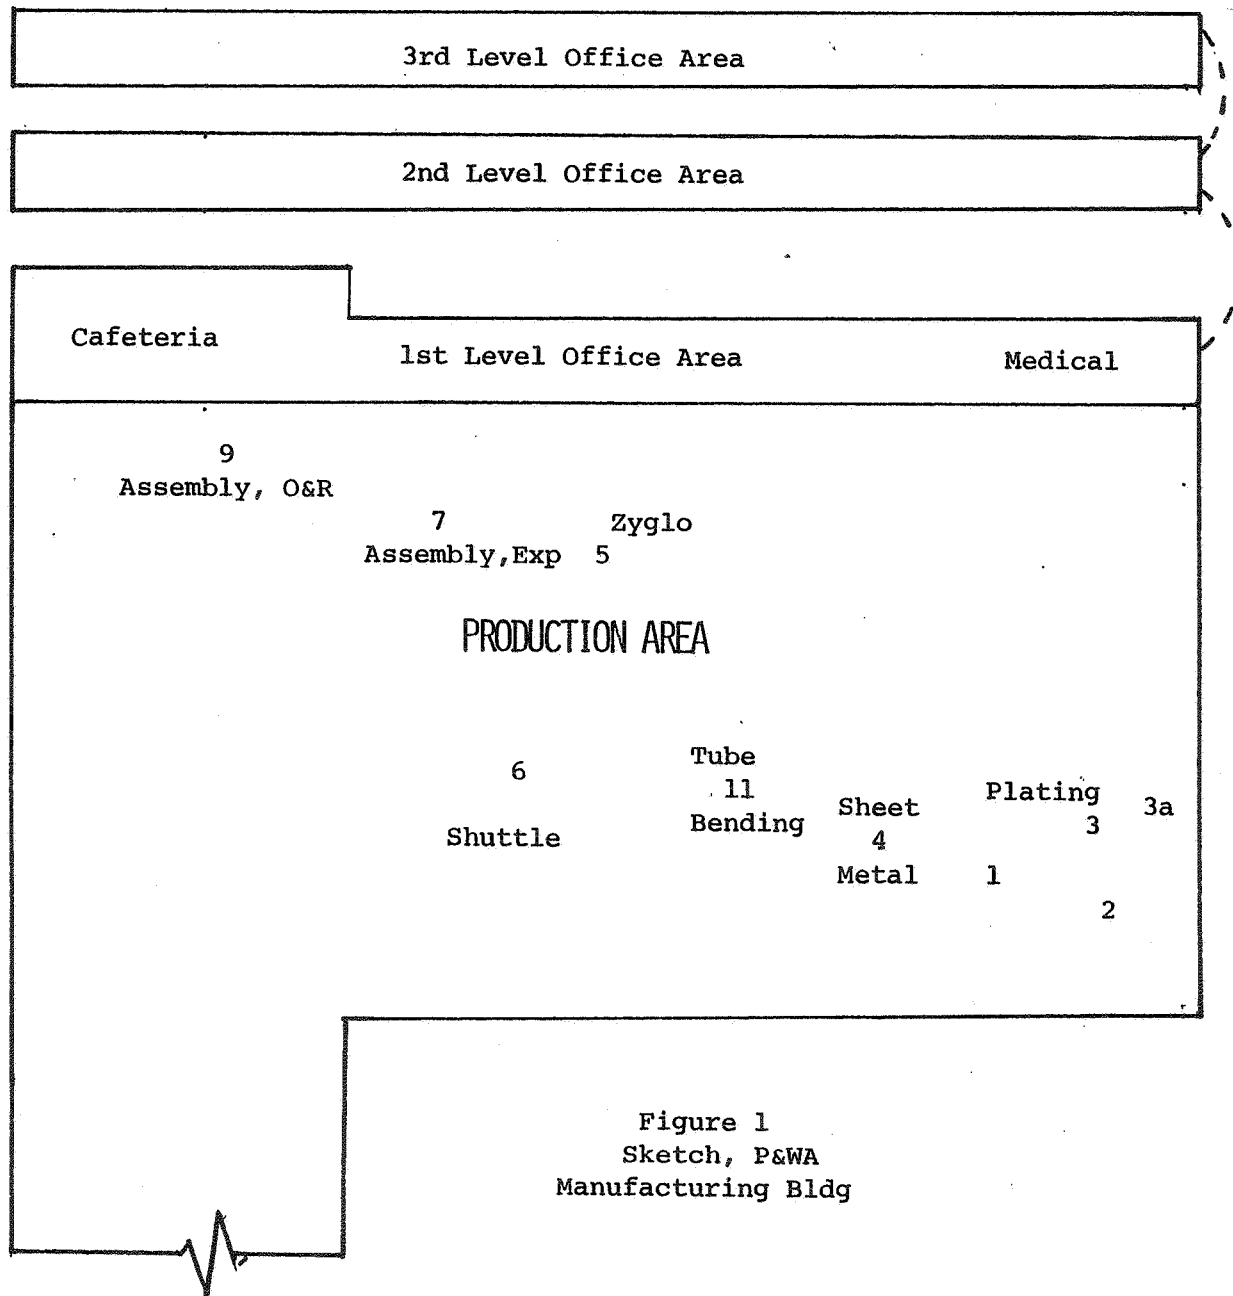 3rd Level Office Area
2nd Level Office Area
Cafeteria
1st Level Office Area
Medical
9
Assembly, O&R
7
Assembly,Exp
Zyglo
5
PRODUCTION AREA
6
Shuttle
Tube
11
Bending
Sheet
4
Metal
Plating
3
3a
1
2
Figure 1
Sketch, P&WA
Manufacturing Bldg